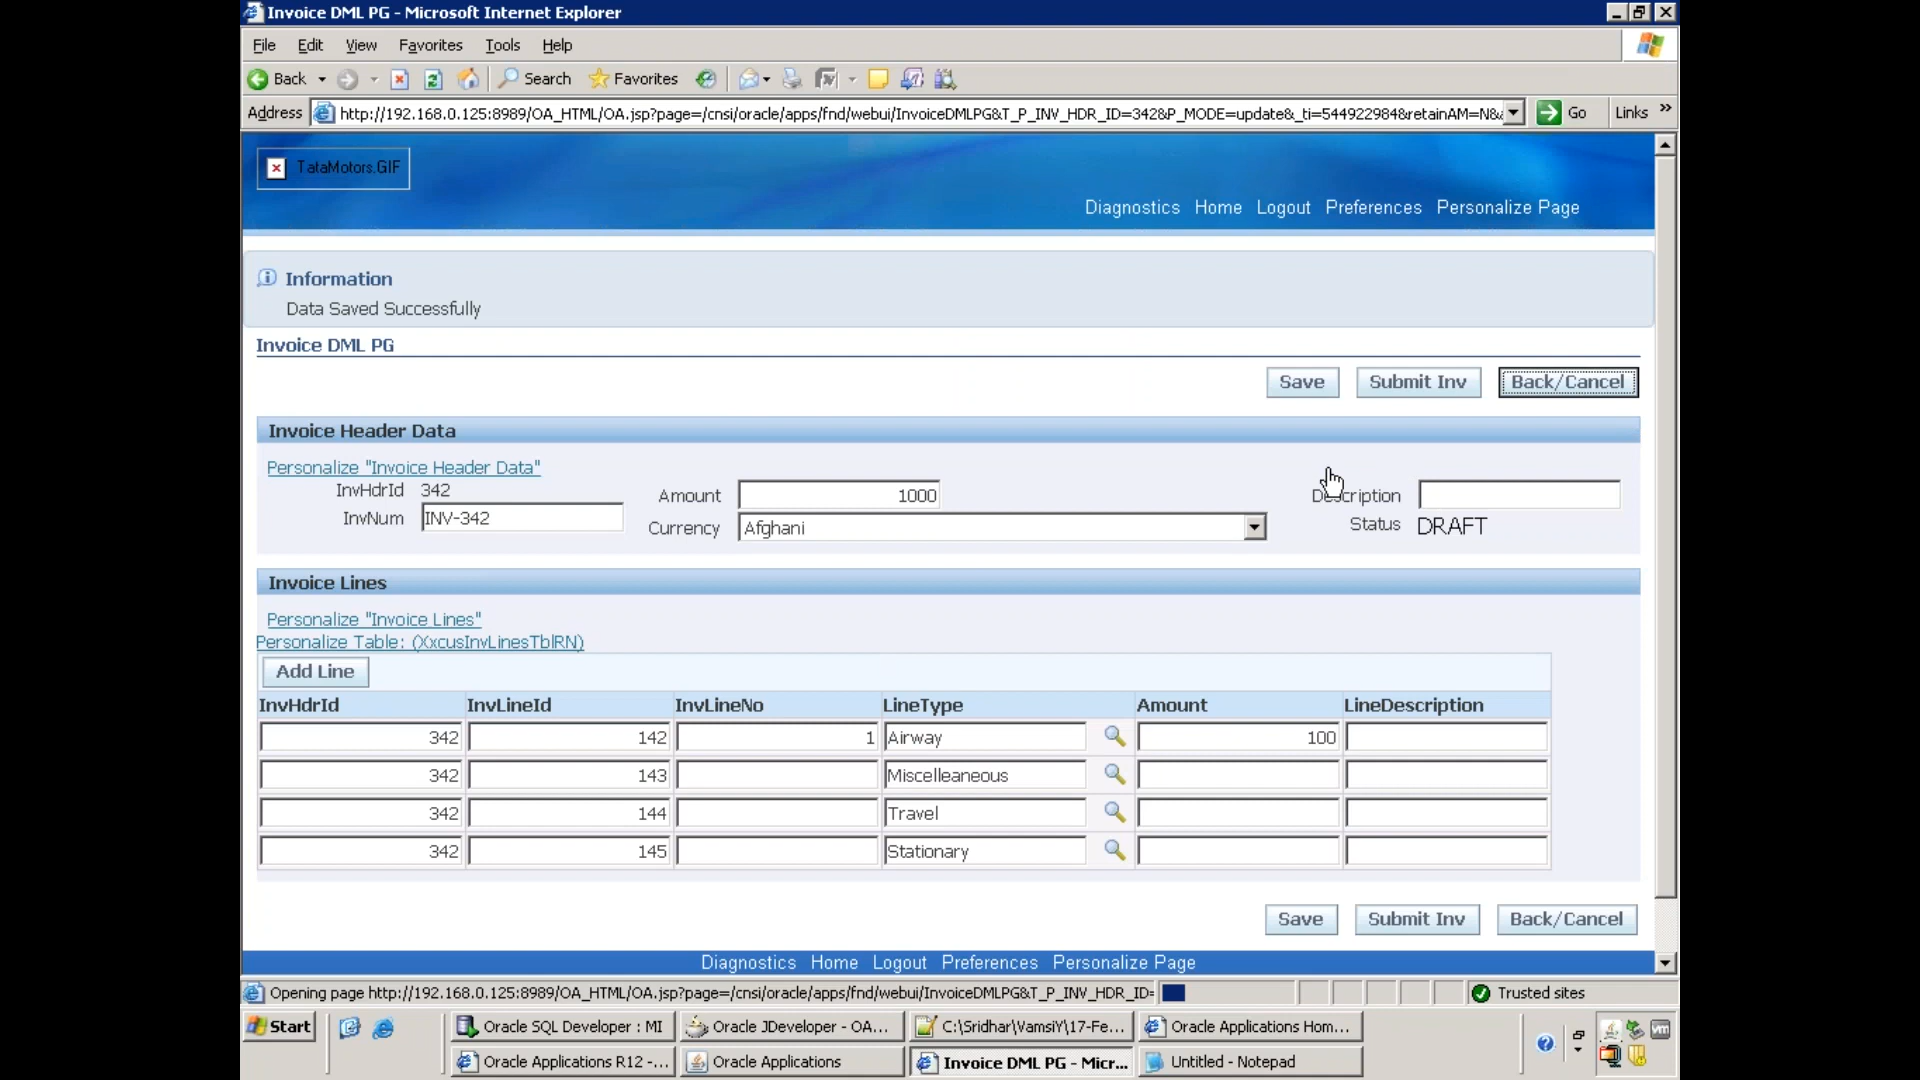 Invoice DML PG - Microsoft Internet Explorer
File Edit View Favorites Tools Help
Back Search Favorites
Address http://192.168.0.125:8989/OA_HTML/OA.jsp?page=/cnsi/oracle/apps/fnd/webui/InvoiceDMLPG&T_P_INV_HDR_ID=342&P_MODE=update&_ti=544922984&retainAM=N& Go Links »
TataMotors.GIF
Diagnostics Home Logout Preferences Personalize Page
Information
Data Saved Successfully
Invoice DML PG
Save Submit Inv Back/Cancel
Invoice Header Data
Personalize "Invoice Header Data"
InvHdrId 342
InvNum INV-342
Amount 1000
Currency Afghani
Description
Status DRAFT
Invoice Lines
Personalize "Invoice Lines"
Personalize Table: (XxcusInvLinesTblRN)
Add Line
InvHdrId InvLineId InvLineNo LineType Amount LineDescription
342 142 1 Airway 100
342 143 Miscelleaneous
342 144 Travel
342 145 Stationary
Save Submit Inv Back/Cancel
Diagnostics Home Logout Preferences Personalize Page
Opening page http://192.168.0.125:8989/OA_HTML/OA.jsp?page=/cnsi/oracle/apps/fnd/webui/InvoiceDMLPG&T_P_INV_HDR_ID= Trusted sites
Start Oracle SQL Developer : MI Oracle JDeveloper - OA... C:\Sridhar\VamsiY\17-Fe... Oracle Applications Hom...
Oracle Applications R12 -... Oracle Applications Invoice DML PG - Micr... Untitled - Notepad